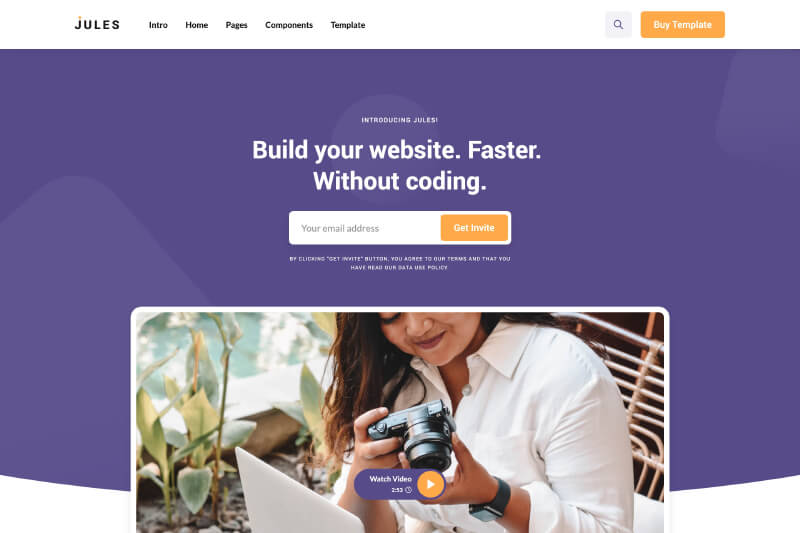 JULES
Intro
Home
Pages
Components
Template
Buy Template
INTRODUCING JULES!
Build your website. Faster.
Without coding.
Your email address
Get Invite
BY CLICKING "GET INVITE" BUTTON, YOU AGREE TO OUR TERMS AND THAT YOU
HAVE READ OUR DATA USE POLICY.
Watch Video
2:53